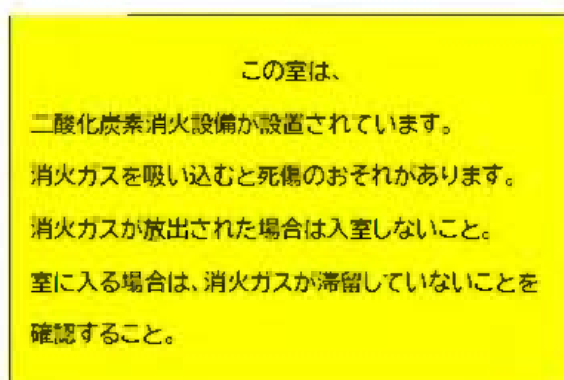 この室は、
二酸化炭素消火設備が設置されています。
消火ガスを吸い込むと死傷のおそれがあります。
消火ガスが放出された場合は入室しないこと。
室に入る場合は、消火ガスが滞留していないことを
確認すること。